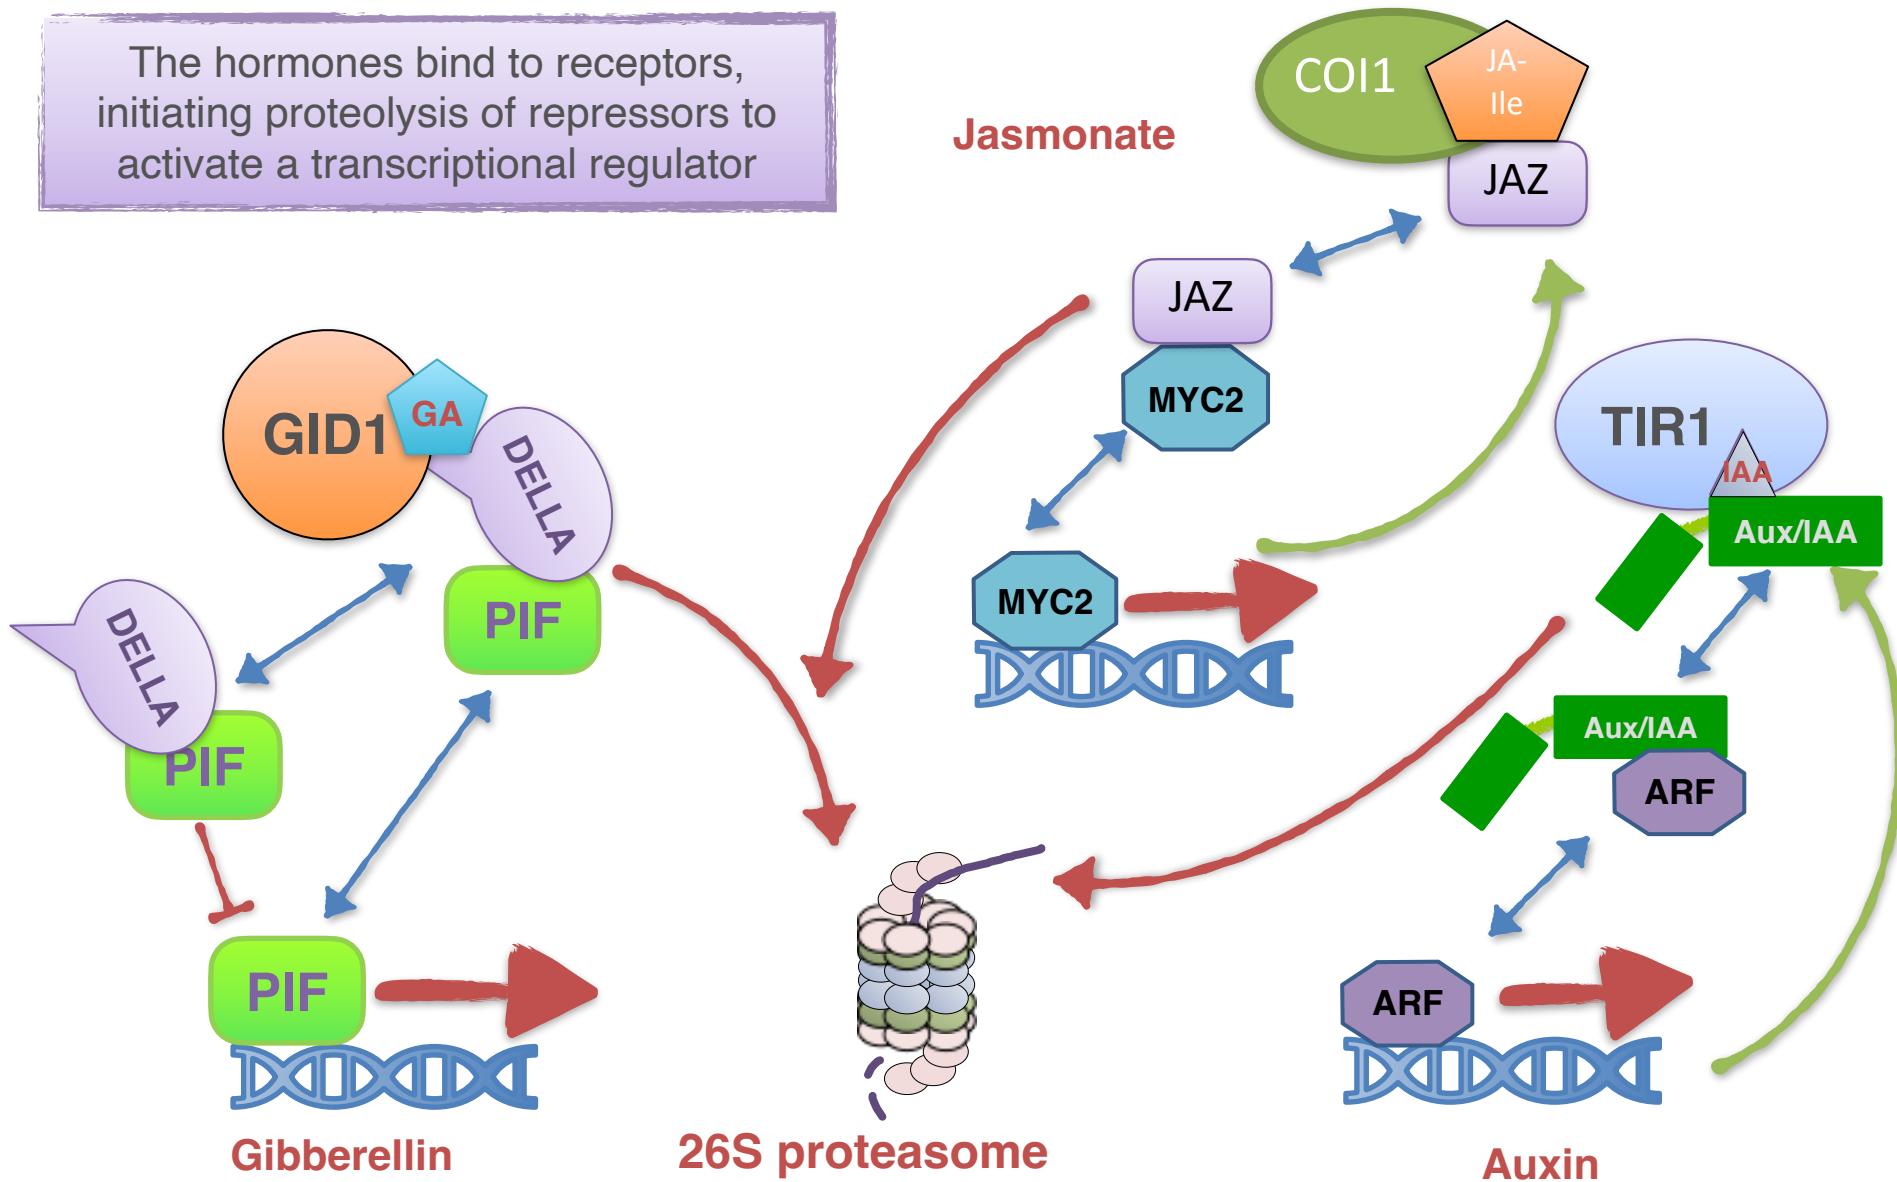 The hormones bind to receptors,
initiating proteolysis of repressors to
activate a transcriptional regulator
Jasmonate
COI1
JA-
Ile
JAZ
JAZ
MYC2
MYC2
GID1
GA
DELLA
PIF
DELLA
PIF
PIF
Gibberellin
26S proteasome
TIR1
IAA
Aux/IAA
Aux/IAA
ARF
ARF
Auxin